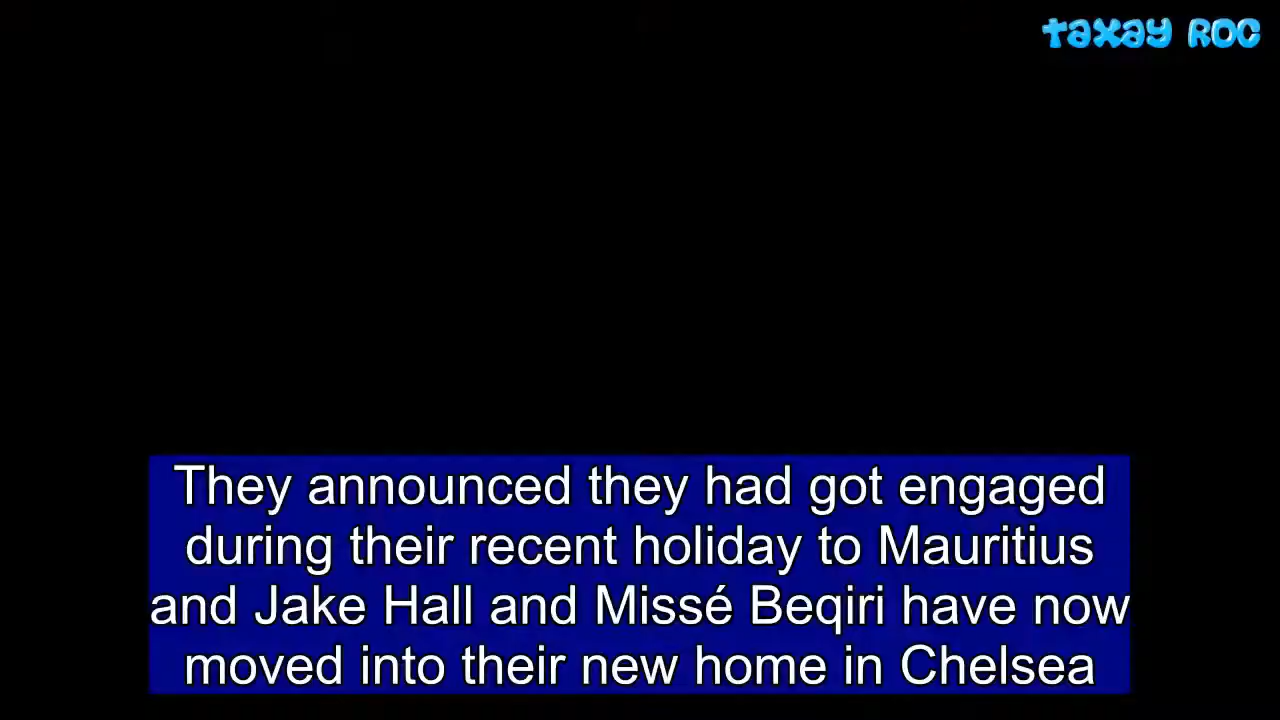 TaXay ROC
They announced they had got engaged
during their recent holiday to Mauritius
and Jake Hall and Missé Beqiri have now
moved into their new home in Chelsea